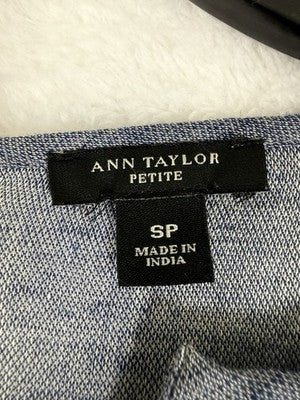 ANN TAYLOR
PETITE
SP
MADE IN
INDIA